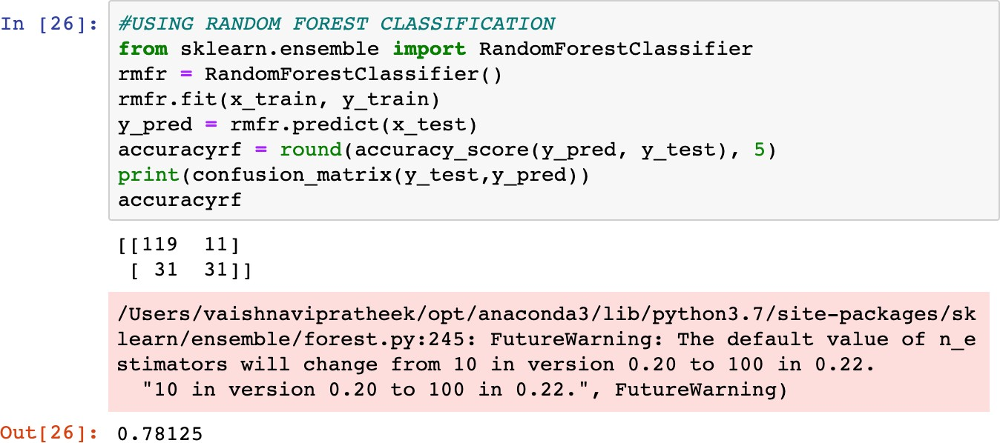 In [26]: #USING RANDOM FOREST CLASSIFICATION
from sklearn.ensemble import RandomForestClassifier
rmfr = RandomForestClassifier()
rmfr.fit(x_train, y_train)
y_pred = rmfr.predict(x_test)
accuracyrf = round(accuracy_score(y_pred, y_test), 5)
print(confusion_matrix(y_test,y_pred))
accuracyrf
[[119  11]
 [ 31  31]]
/Users/vaishnavipratheek/opt/anaconda3/lib/python3.7/site-packages/sk
learn/ensemble/forest.py:245: FutureWarning: The default value of n_e
stimators will change from 10 in version 0.20 to 100 in 0.22.
  "10 in version 0.20 to 100 in 0.22.", FutureWarning)
Out[26]: 0.78125